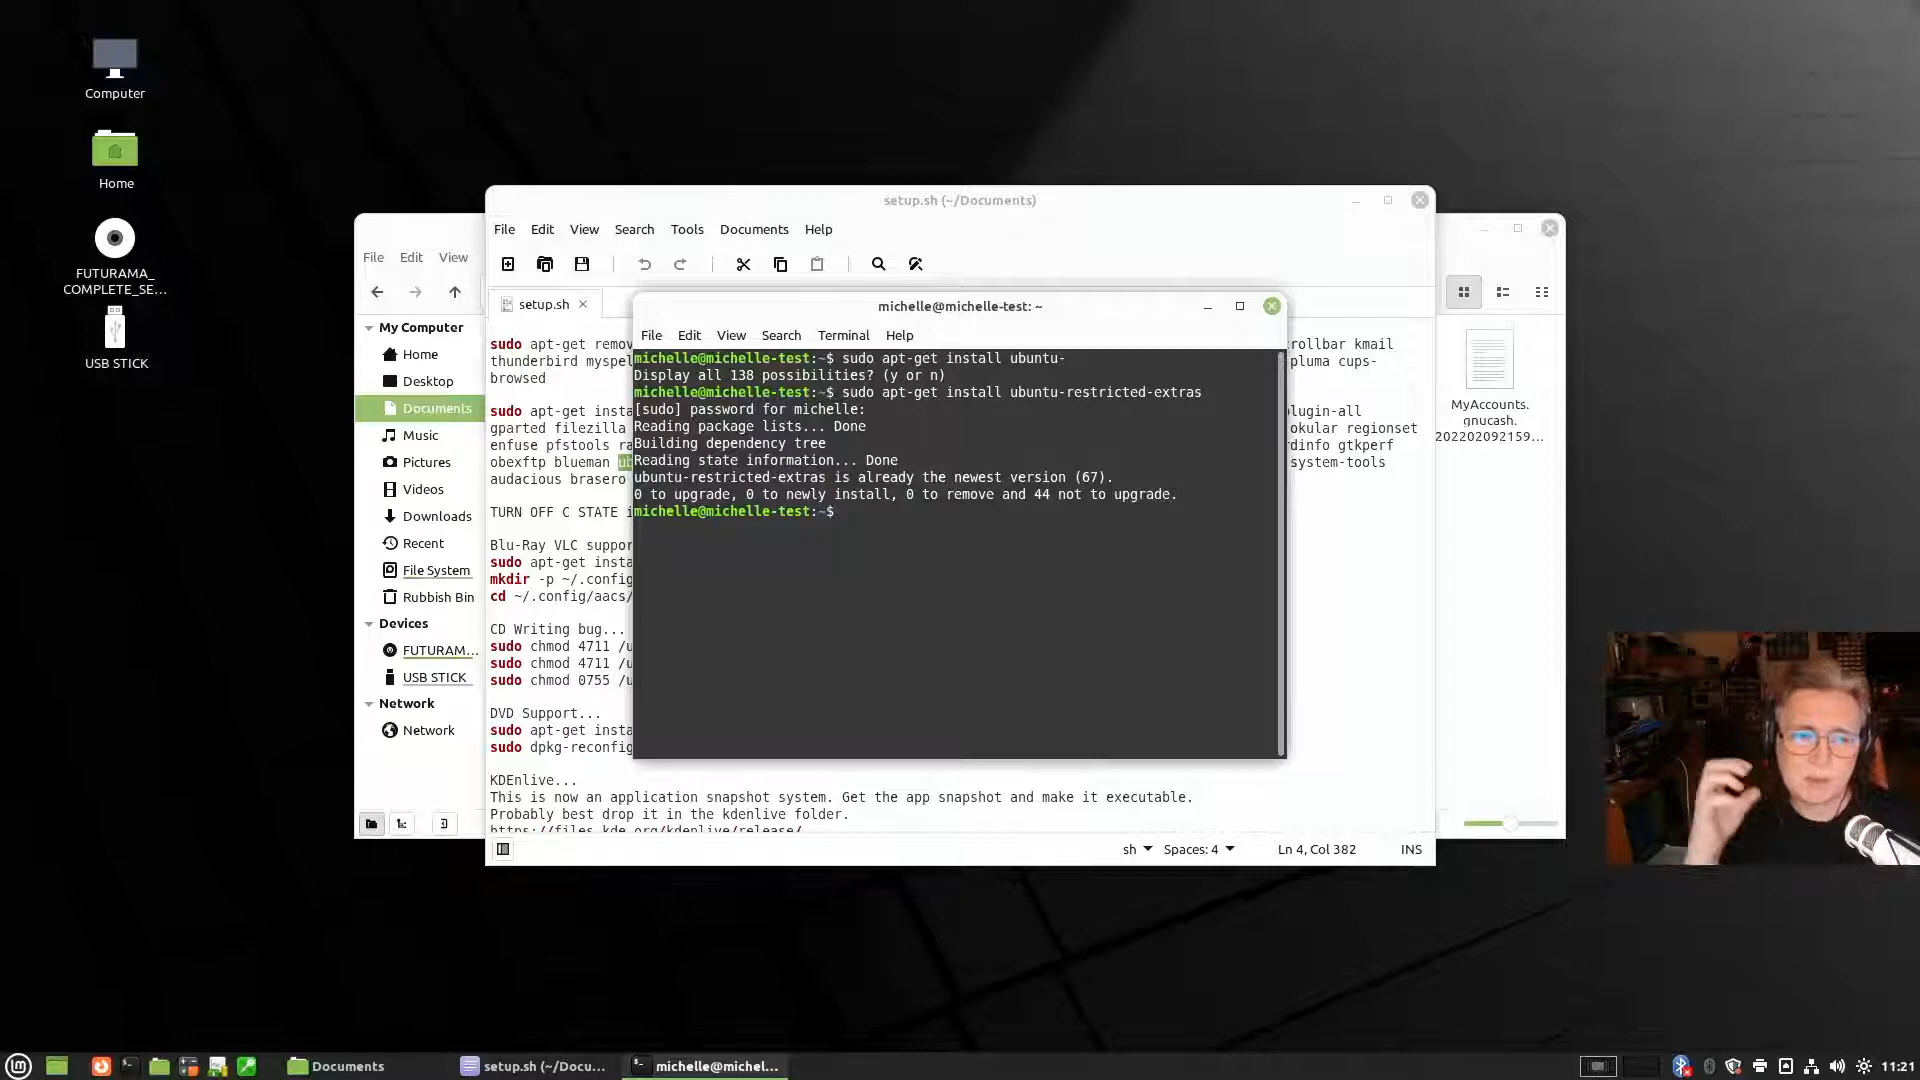 Computer
Home
FUTURAMA_
COMPLETE_SE...
USB STICK
File Edit View
My Computer
Home
Desktop
Documents
Music
Pictures
Videos
Downloads
Recent
File System
Rubbish Bin
Devices
FUTURAM...
USB STICK
Network
Network
MyAccounts.
gnucash.
202202092159...
setup.sh (~/Documents)
File Edit View Search Tools Documents Help
setup.sh
sudo apt-get remov
rollbar kmail
thunderbird myspel
pluma cups-
browsed
sudo apt-get insta
lugin-all
gparted filezilla
okular regionset
enfuse pfstools ra
rdinfo gtkperf
obexftp blueman ub
system-tools
audacious brasero
TURN OFF C STATE i
Blu-Ray VLC suppor
sudo apt-get insta
mkdir -p ~/.config
cd ~/.config/aacs/
CD Writing bug...
sudo chmod 4711 /u
sudo chmod 4711 /u
sudo chmod 0755 /u
DVD Support...
sudo apt-get insta
sudo dpkg-reconfig
KDEnlive...
This is now an application snapshot system. Get the app snapshot and make it executable.
Probably best drop it in the kdenlive folder.
https://files.kde.org/kdenlive/release/
sh Spaces: 4 Ln 4, Col 382 INS
michelle@michelle-test: ~
File Edit View Search Terminal Help
michelle@michelle-test:~$ sudo apt-get install ubuntu-
Display all 138 possibilities? (y or n)
michelle@michelle-test:~$ sudo apt-get install ubuntu-restricted-extras
[sudo] password for michelle:
Reading package lists... Done
Building dependency tree
Reading state information... Done
ubuntu-restricted-extras is already the newest version (67).
0 to upgrade, 0 to newly install, 0 to remove and 44 not to upgrade.
michelle@michelle-test:~$
Documents
setup.sh (~/Docu...
michelle@michel...
11:21